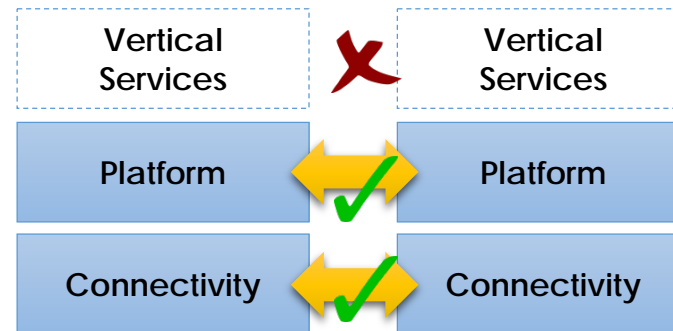 Vertical
Services
Vertical
Services
Platform
Platform
Connectivity
Connectivity